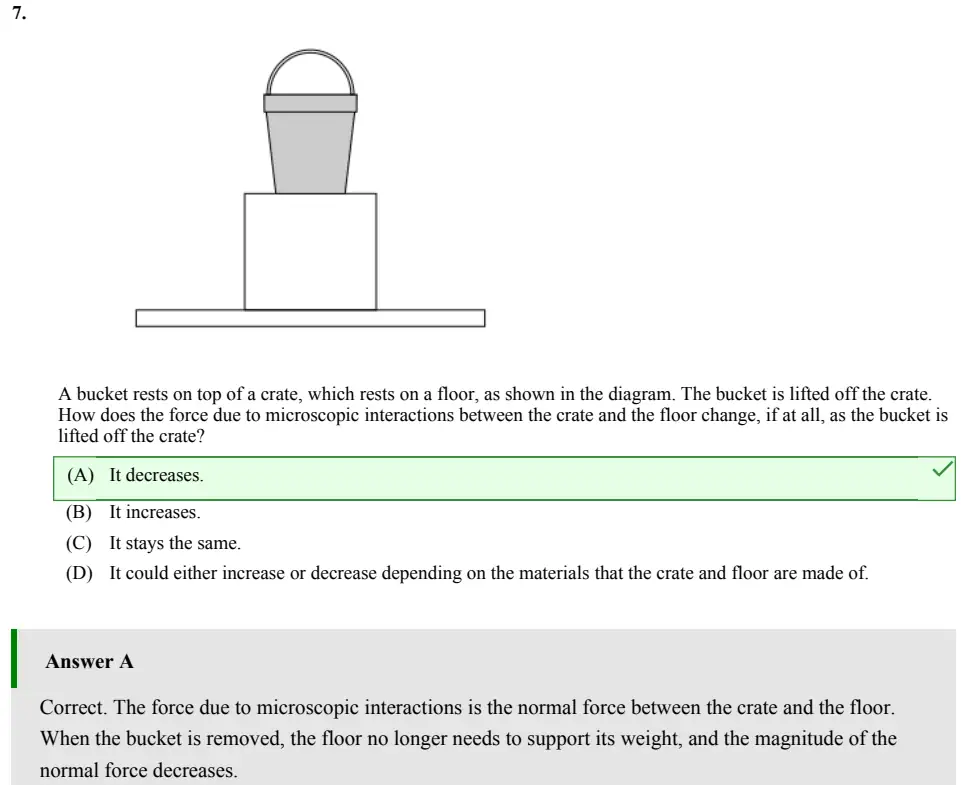 7.
A bucket rests on top of a crate, which rests on a floor, as shown in the diagram. The bucket is lifted off the crate.
How does the force due to microscopic interactions between the crate and the floor change, if at all, as the bucket is
lifted off the crate?
(A) It decreases.
(B) It increases.
(C) It stays the same.
(D) It could either increase or decrease depending on the materials that the crate and floor are made of.
Answer A
Correct. The force due to microscopic interactions is the normal force between the crate and the floor.
When the bucket is removed, the floor no longer needs to support its weight, and the magnitude of the
normal force decreases.